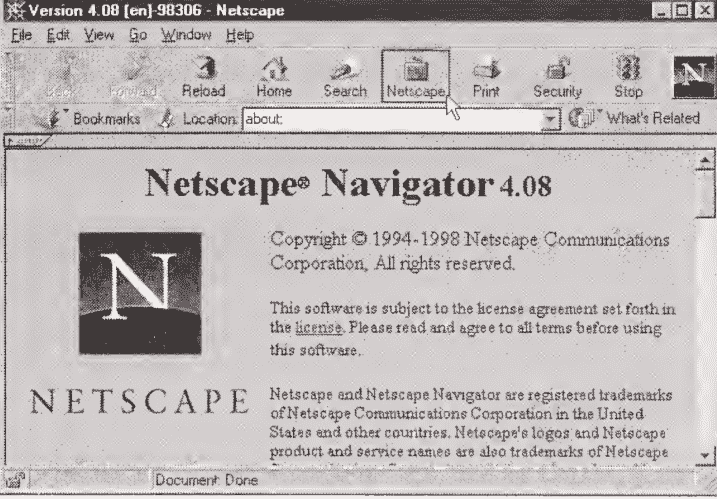 Version 4.08 [en]-98306 - Netscape
File Edit View Go Window Help
Back Forward Reload Home Search Netscape Print Security Stop
N
Bookmarks Location: about: What's Related
Netscape® Navigator 4.08
N
NETSCAPE
Copyright © 1994-1998 Netscape Communications
Corporation, All rights reserved.
This software is subject to the license agreement set forth in
the license. Please read and agree to all terms before using
this software.
Netscape and Netscape Navigator are registered trademarks
of Netscape Communications Corporation in the United
States and other countries. Netscape's logos and Netscape
product and service names are also trademarks of Netscape
Document: Done